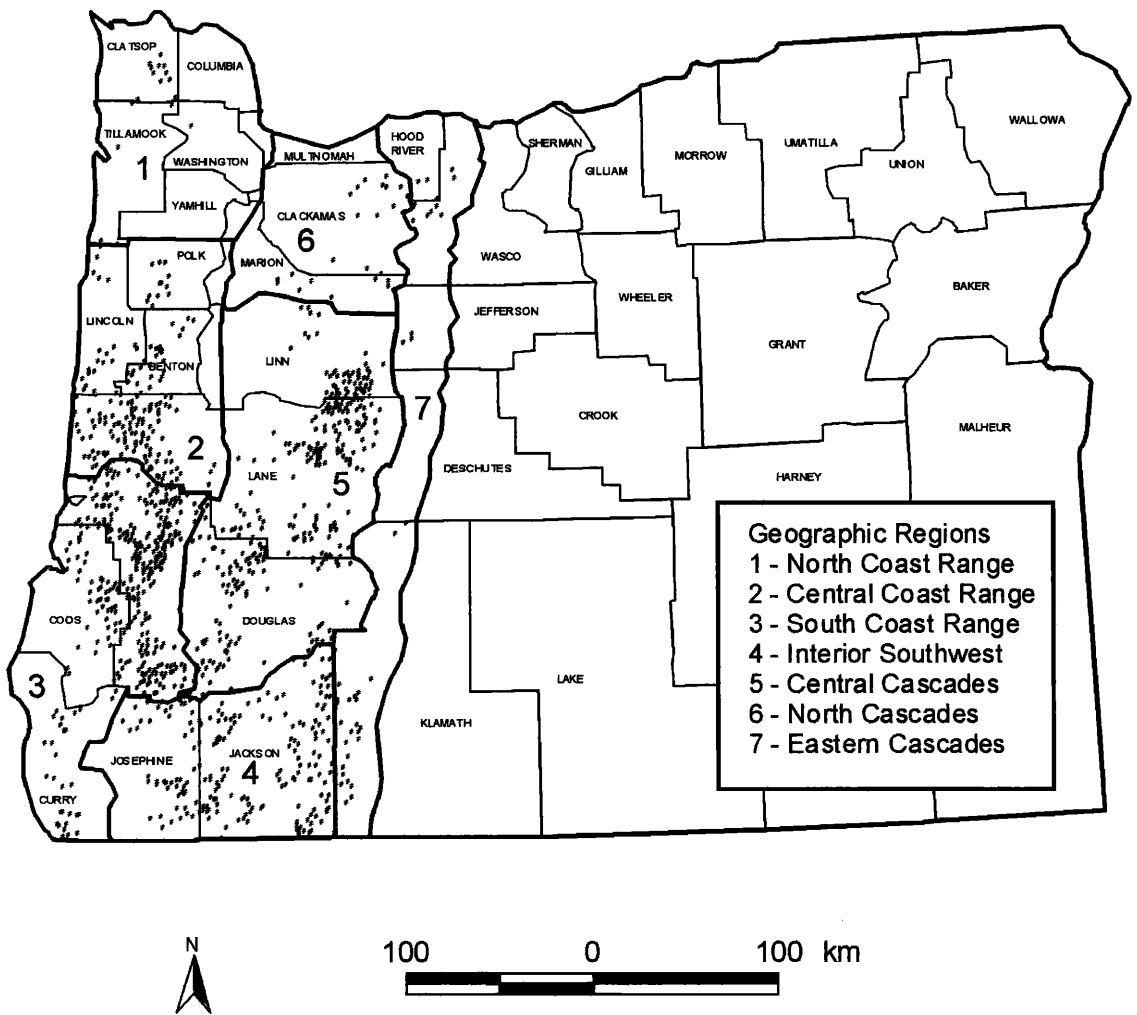 CLATSOP
COLUMBIA
TILLAMOOK
1
WASHINGTON
YAMHILL
MULTNOMAH
HOOD
RIVER
CLACKAMAS
6
MARION
POLK
LINCOLN
BENTON
LINN
2
LANE
5
7
COOS
DOUGLAS
3
CURRY
JOSEPHINE
JACKSON
4
KLAMATH
LAKE
SHERMAN
GILLIAM
MORROW
UMATILLA
UNION
WALLOWA
WASCO
JEFFERSON
WHEELER
GRANT
BAKER
CROOK
DESCHUTES
HARNEY
MALHEUR
Geographic Regions
1 - North Coast Range
2 - Central Coast Range
3 - South Coast Range
4 - Interior Southwest
5 - Central Cascades
6 - North Cascades
7 - Eastern Cascades
N
100 0 100 km